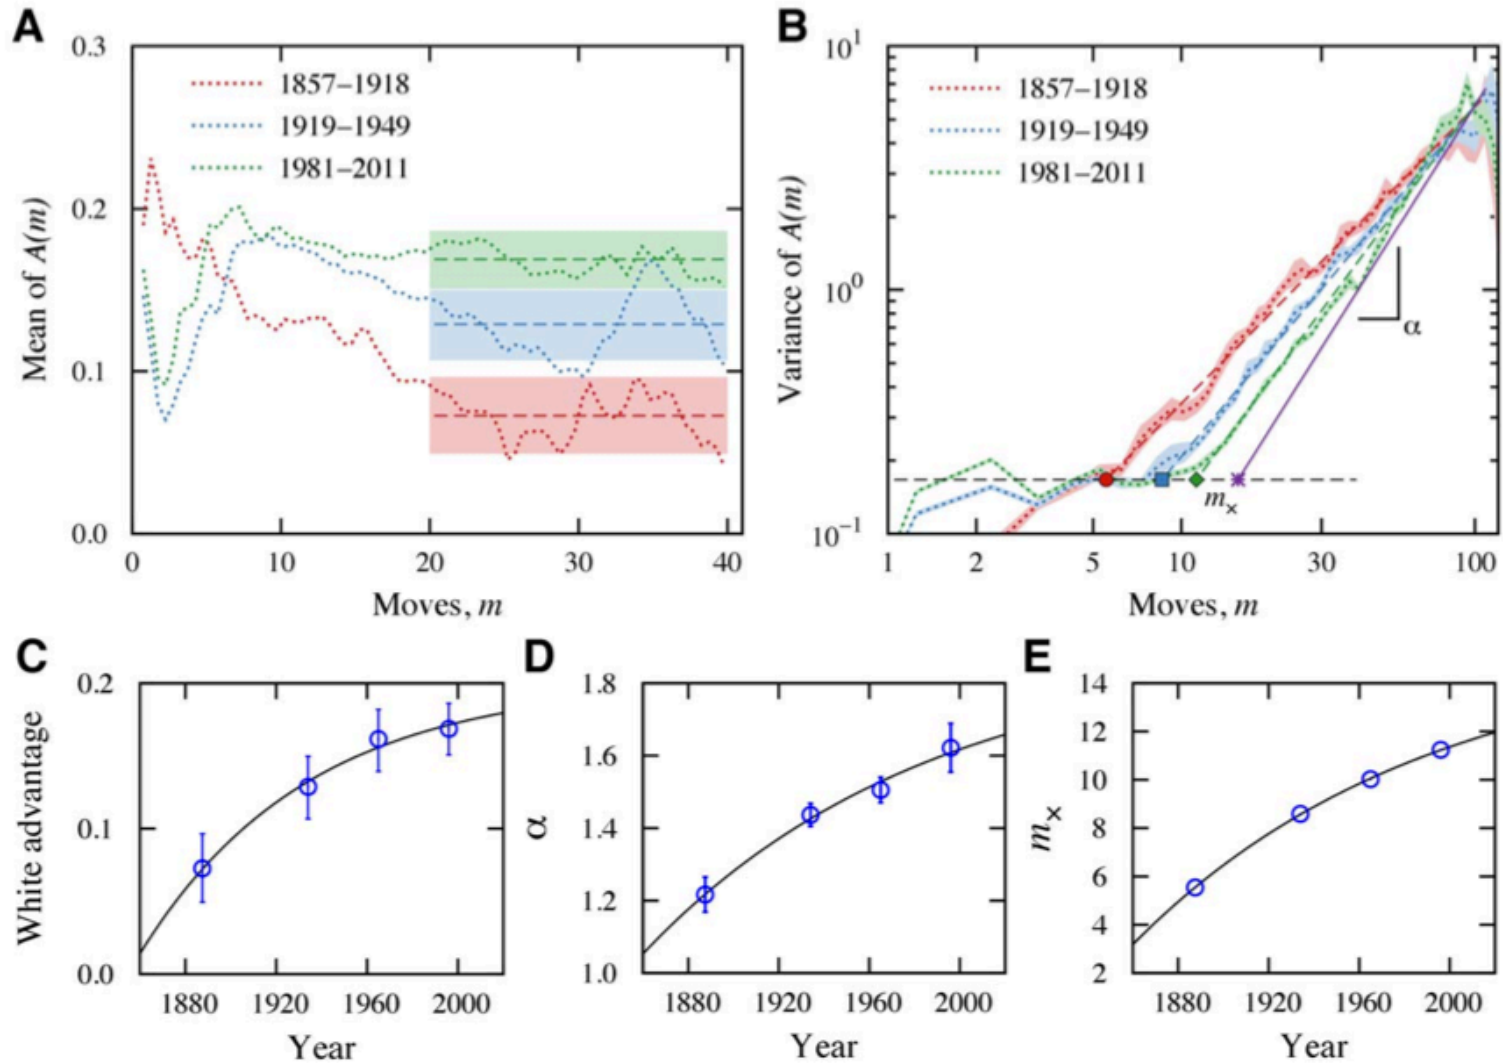 A
0.3
0.2
0.1
0.0
Mean of A(m)
1857–1918
1919–1949
1981–2011
0 10 20 30 40
Moves, m
B
10¹
10⁰
10⁻¹
Variance of A(m)
1857–1918
1919–1949
1981–2011
α
m×
1 2 5 10 30 100
Moves, m
C
0.2
0.1
0.0
White advantage
1880 1920 1960 2000
Year
D
1.8
1.6
1.4
1.2
1.0
α
1880 1920 1960 2000
Year
E
14
12
10
8
6
4
2
m×
1880 1920 1960 2000
Year